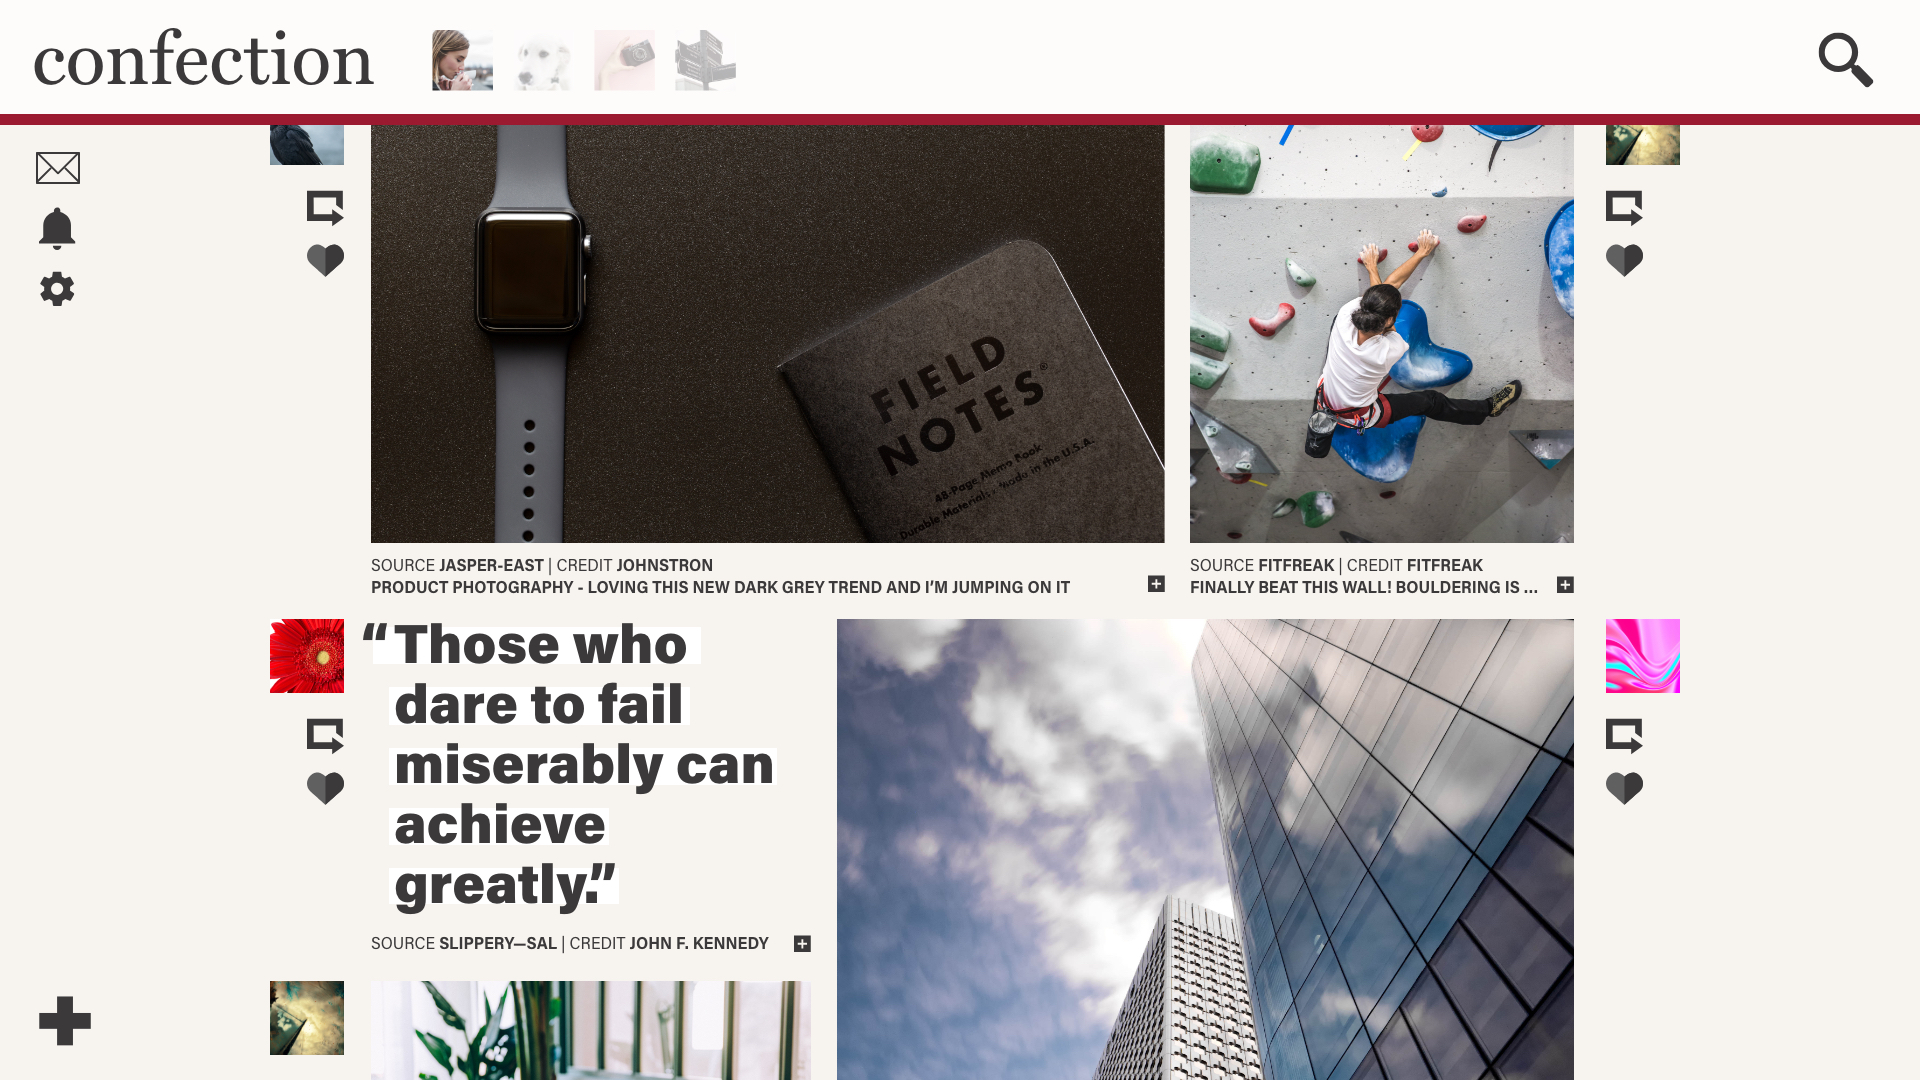 confection
FIELD
NOTES®
48-Page Memo Book
Durable Materials. Made in the U.S.A.
SOURCE JASPER-EAST | CREDIT JOHNSTRON
PRODUCT PHOTOGRAPHY - LOVING THIS NEW DARK GREY TREND AND I’M JUMPING ON IT
SOURCE FITFREAK | CREDIT FITFREAK
FINALLY BEAT THIS WALL! BOULDERING IS ...
“Those who
dare to fail
miserably can
achieve
greatly.”
SOURCE SLIPPERY—SAL | CREDIT JOHN F. KENNEDY